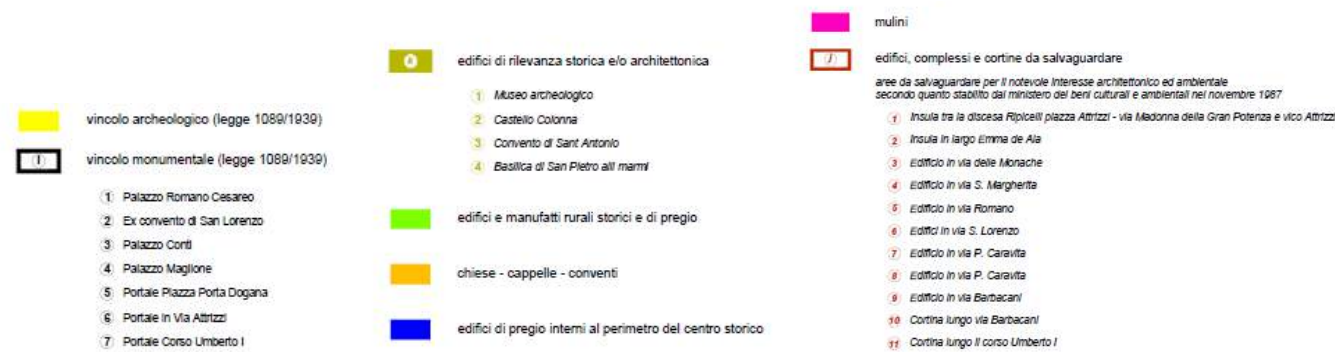 vincolo archeologico (legge 1089/1939)
I vincolo monumentale (legge 1089/1939)
1 Palazzo Romano Cesareo
2 Ex convento di San Lorenzo
3 Palazzo Conti
4 Palazzo Maglione
5 Portale Piazza Porta Dogana
6 Portale in Via Attrizzi
7 Portale Corso Umberto I
edifici di rilevanza storica e/o architettonica
1 Museo archeologico
2 Castello Colonna
3 Convento di Sant Antonio
4 Basilica di San Pietro alli marmi
edifici e manufatti rurali storici e di pregio
chiese - cappelle - conventi
edifici di pregio interni al perimetro del centro storico
mulini
edifici, complessi e cortine da salvaguardare
aree da salvaguardare per il notevole interesse architettonico ed ambientale
secondo quanto stabilito dal ministero dei beni culturali e ambientali nel novembre 1987
1 Insula tra la discesa Ripicelli piazza Attrizzi - via Madonna della Gran Potenza e vico Attrizzi
2 Insula in largo Emma de Ala
3 Edificio in via delle Monache
4 Edificio in via S. Margherita
5 Edificio in via Romano
6 Edifici in via S. Lorenzo
7 Edificio in via P. Caravita
8 Edificio in via P. Caravita
9 Edificio in via Barbacani
10 Cortina lungo via Barbacani
11 Cortina lungo il corso Umberto I